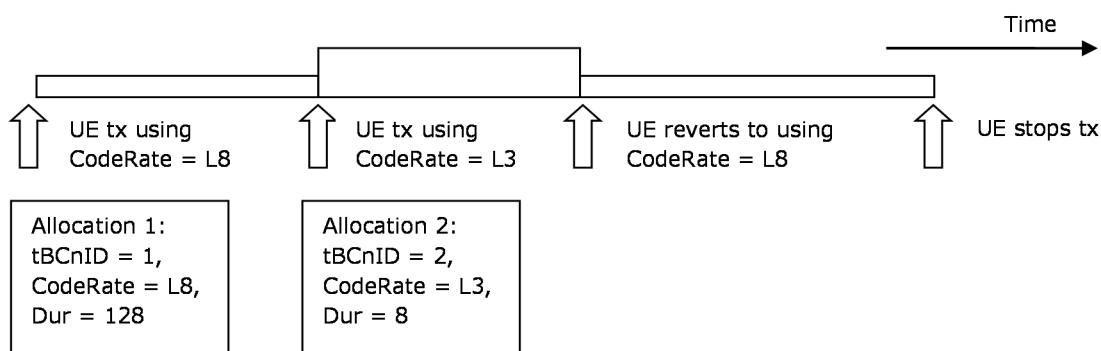 Time
UE tx using
CodeRate = L8
UE tx using
CodeRate = L3
UE reverts to using
CodeRate = L8
UE stops tx
Allocation 1:
tBCnID = 1,
CodeRate = L8,
Dur = 128
Allocation 2:
tBCnID = 2,
CodeRate = L3,
Dur = 8